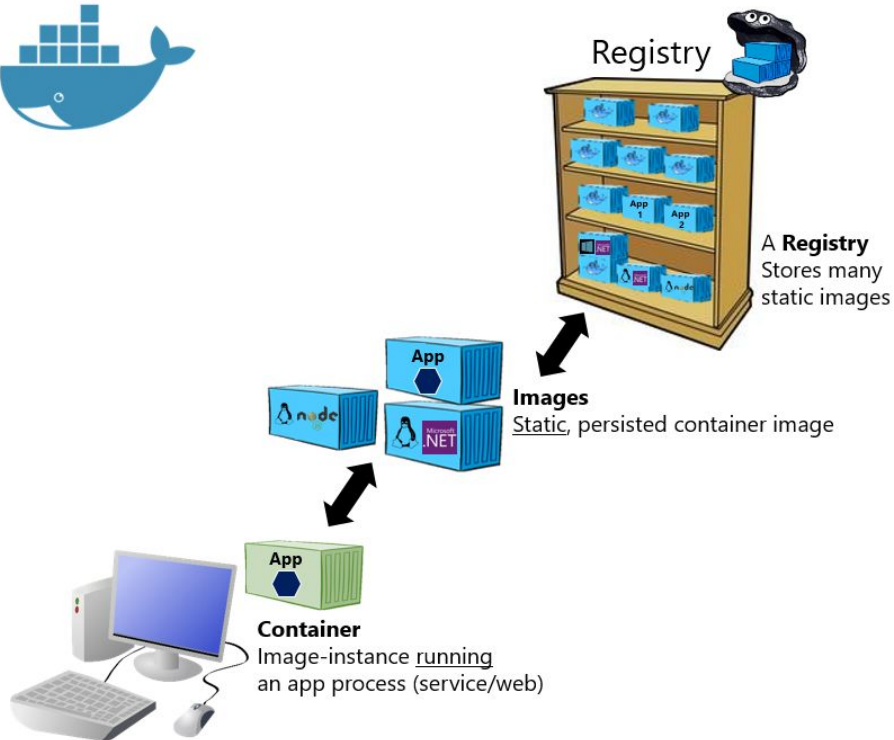 Registry
App
1
App
2
.NET
.NET
node
A Registry
Stores many
static images
App
node
Microsoft
.NET
Images
Static, persisted container image
App
Container
Image-instance running
an app process (service/web)